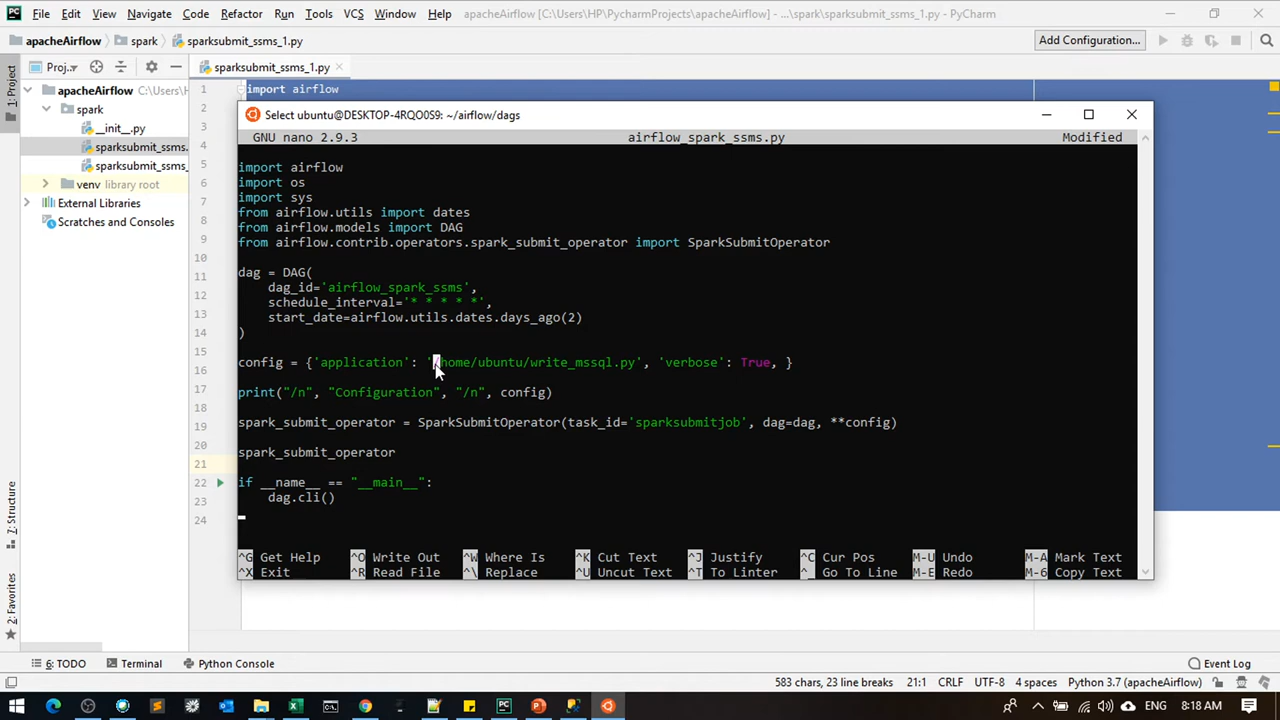 File Edit View Navigate Code Refactor Run Tools VCS Window Help apacheAirflow [C:\Users\HP\PycharmProjects\apacheAirflow] - ...\spark\sparksubmit_ssms_1.py - PyCharm
apacheAirflow spark sparksubmit_ssms_1.py Add Configuration...
1: Project
Proj..
sparksubmit_ssms_1.py
apacheAirflow C:\Users\H
spark
__init__.py
sparksubmit_ssms.
sparksubmit_ssms_
venv library root
External Libraries
Scratches and Consoles
1 import airflow
2
3
4
5
6
7
8
9
10
11
12
13
14
15
16
17
18
19
20
21
22
23
24
Select ubuntu@DESKTOP-4RQO0S9: ~/airflow/dags
GNU nano 2.9.3 airflow_spark_ssms.py Modified
import airflow
import os
import sys
from airflow.utils import dates
from airflow.models import DAG
from airflow.contrib.operators.spark_submit_operator import SparkSubmitOperator
dag = DAG(
dag_id='airflow_spark_ssms',
schedule_interval='* * * * *',
start_date=airflow.utils.dates.days_ago(2)
)
config = {'application': '/home/ubuntu/write_mssql.py', 'verbose': True, }
print("/n", "Configuration", "/n", config)
spark_submit_operator = SparkSubmitOperator(task_id='sparksubmitjob', dag=dag, **config)
spark_submit_operator
if __name__ == "__main__":
dag.cli()
^G Get Help ^O Write Out ^W Where Is ^K Cut Text ^J Justify ^C Cur Pos M-U Undo M-A Mark Text
^X Exit ^R Read File ^\ Replace ^U Uncut Text ^T To Linter ^_ Go To Line M-E Redo M-6 Copy Text
7: Structure
2: Favorites
6: TODO Terminal Python Console Event Log
583 chars, 23 line breaks 21:1 CRLF UTF-8 4 spaces Python 3.7 (apacheAirflow)
ENG 8:18 AM